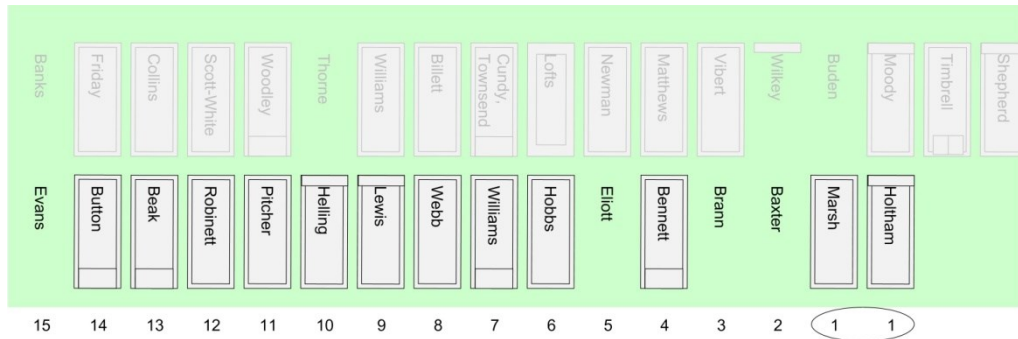 Banks
Friday
Collins
Scott-White
Woodley
Thorne
Williams
Billett
Cundy,
Townsend
Lofts
Newman
Matthews
Vibert
Wilkey
Buden
Moody
Timbrell
Shepherd
Evans
Button
Beak
Robinett
Pitcher
Helling
Lewis
Webb
Williams
Hobbs
Eliott
Bennett
Brann
Baxter
Marsh
Holtham
15 14 13 12 11 10 9 8 7 6 5 4 3 2 1 1